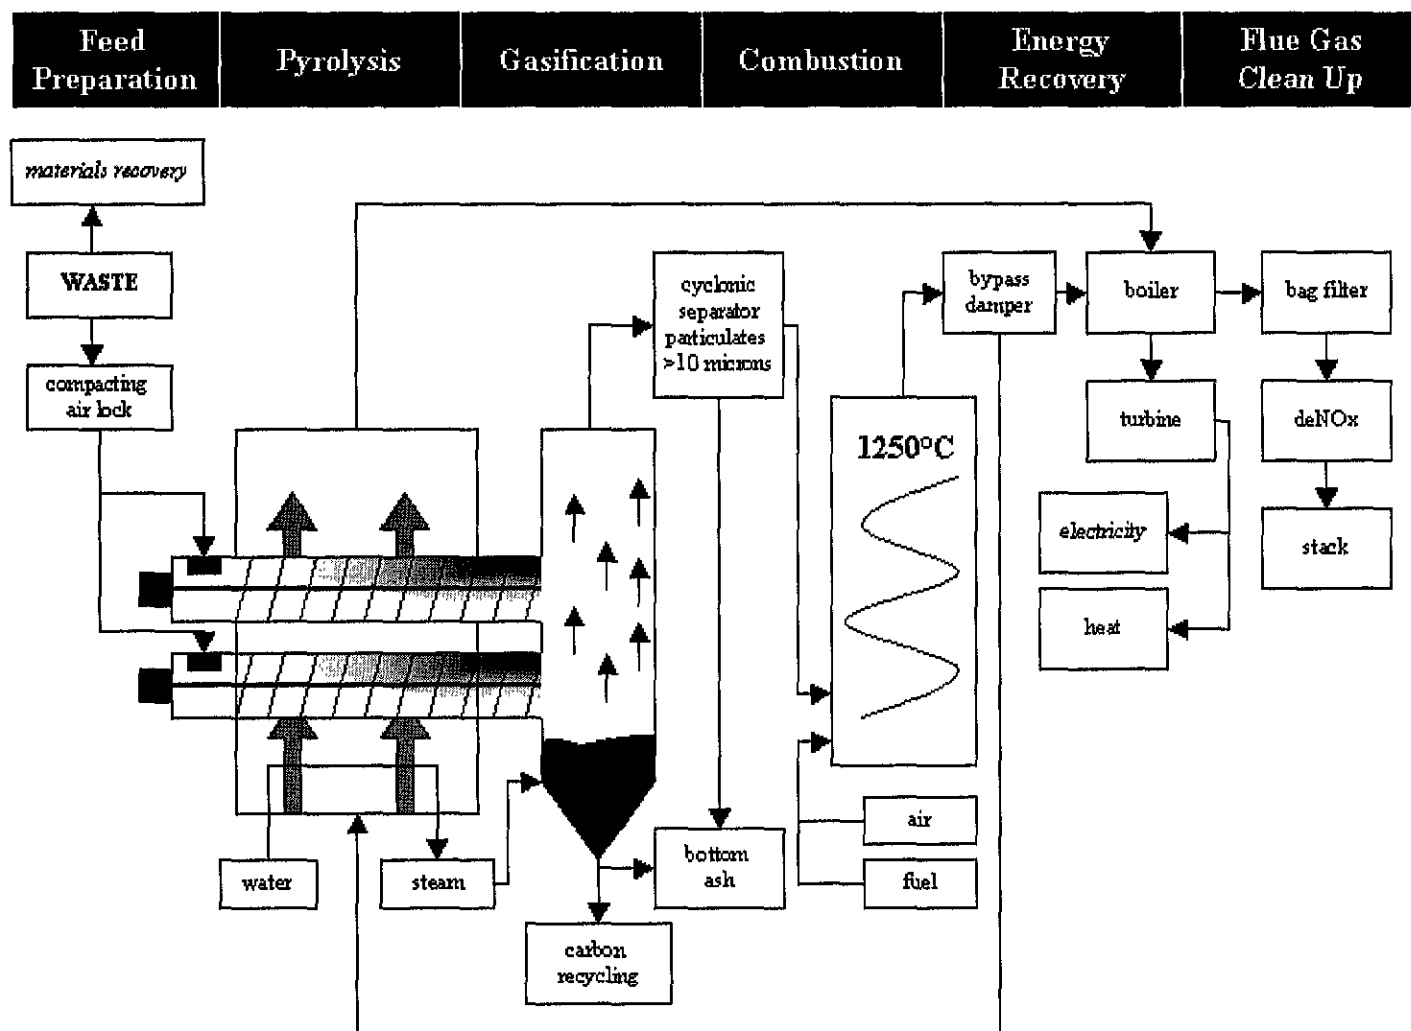 Feed
Preparation
Pyrolysis
Gasification
Combustion
Energy
Recovery
Flue Gas
Clean Up
materials recovery
WASTE
compacting
air lock
cyclonic
separator
particulates
>10 microns
bypass
damper
boiler
bag filter
turbine
deNOx
1250°C
electricity
stack
heat
air
fuel
water
steam
bottom
ash
carbon
recycling